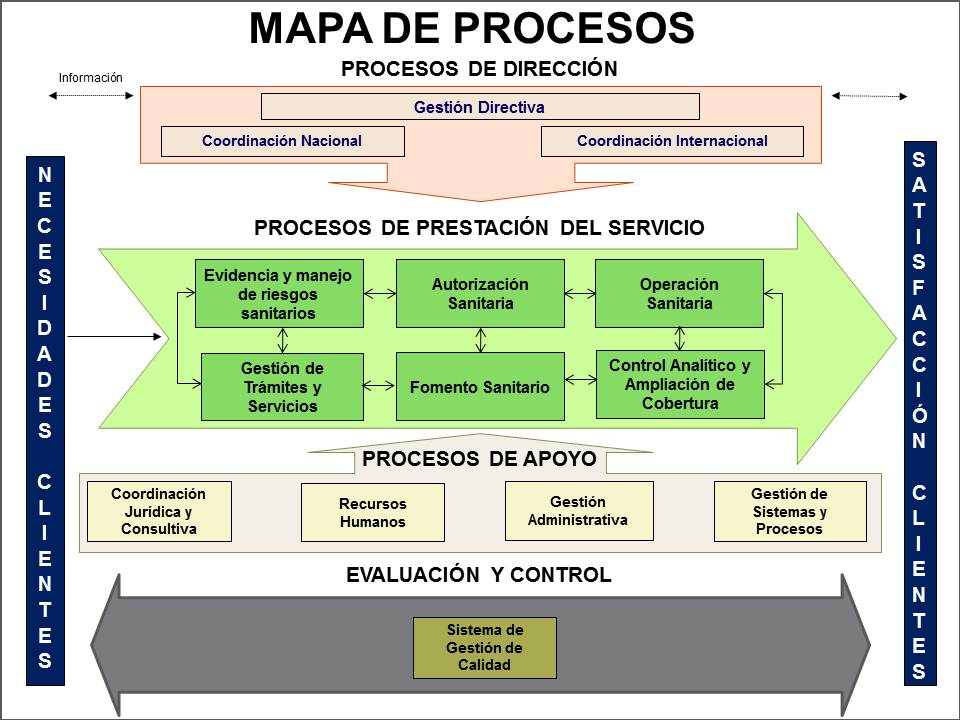 MAPA DE PROCESOS
PROCESOS DE DIRECCIÓN
Información
Gestión Directiva
Coordinación Nacional
Coordinación Internacional
NECESIDADES CLIENTES
PROCESOS DE PRESTACIÓN DEL SERVICIO
Evidencia y manejo
de riesgos
sanitarios
Autorización
Sanitaria
Operación
Sanitaria
Gestión de
Trámites y
Servicios
Fomento Sanitario
Control Analítico y
Ampliación de
Cobertura
PROCESOS DE APOYO
Coordinación
Jurídica y
Consultiva
Recursos
Humanos
Gestión
Administrativa
Gestión de
Sistemas y
Procesos
EVALUACIÓN Y CONTROL
Sistema de
Gestión de
Calidad
SATISFACCIÓN CLIENTES